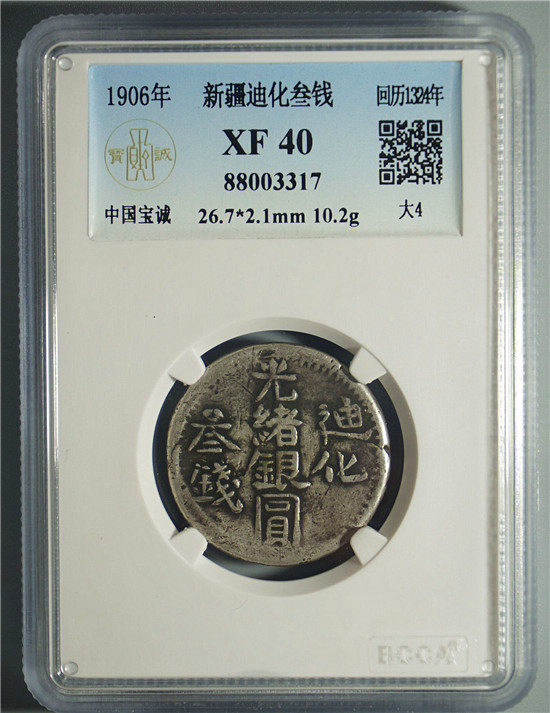 1906年 新疆迪化叁钱 回历1324年
寶 誠
XF 40
88003317
中国宝诚 26.7*2.1mm 10.2g 大4
光緒銀圓
迪化
叁錢